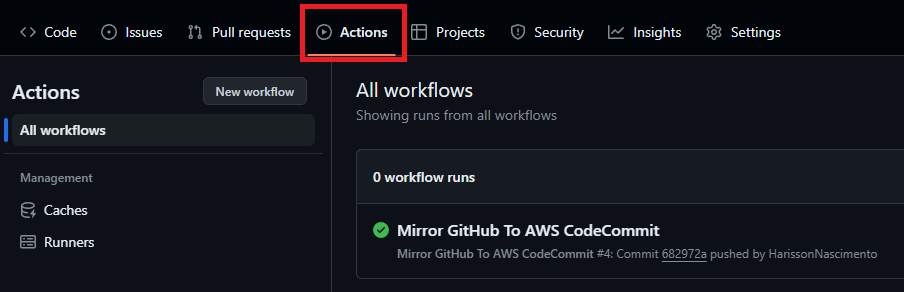 Code Issues Pull requests Actions Projects Security Insights Settings
Actions
New workflow
All workflows
Management
Caches
Runners
All workflows
Showing runs from all workflows
0 workflow runs
Mirror GitHub To AWS CodeCommit
Mirror GitHub To AWS CodeCommit #4: Commit 682972a pushed by HarissonNascimento